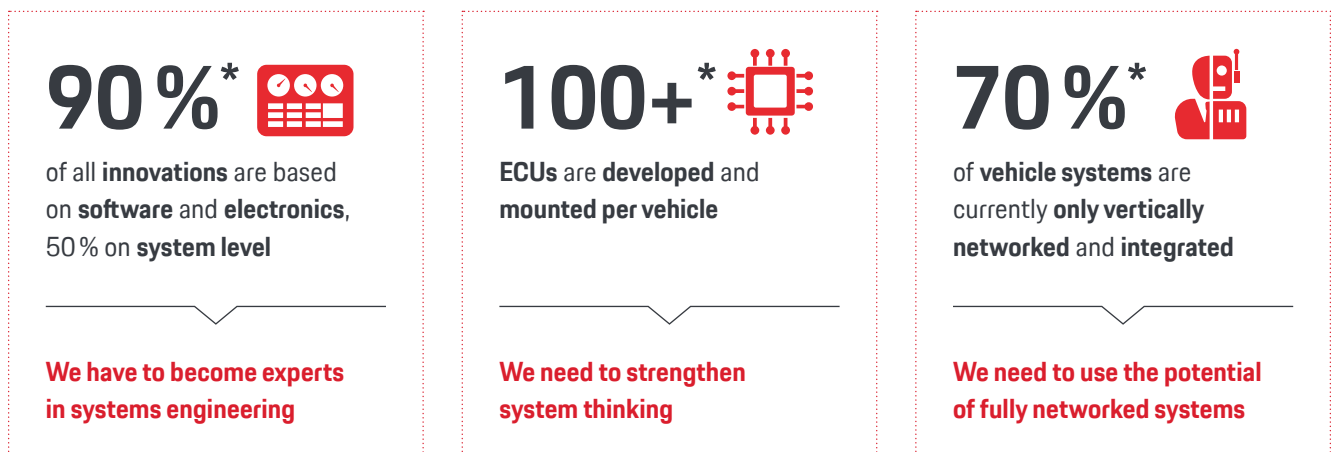 90 %*
of all innovations are based
on software and electronics,
50 % on system level
We have to become experts
in systems engineering
100+*
ECUs are developed and
mounted per vehicle
We need to strengthen
system thinking
70 %*
of vehicle systems are
currently only vertically
networked and integrated
We need to use the potential
of fully networked systems